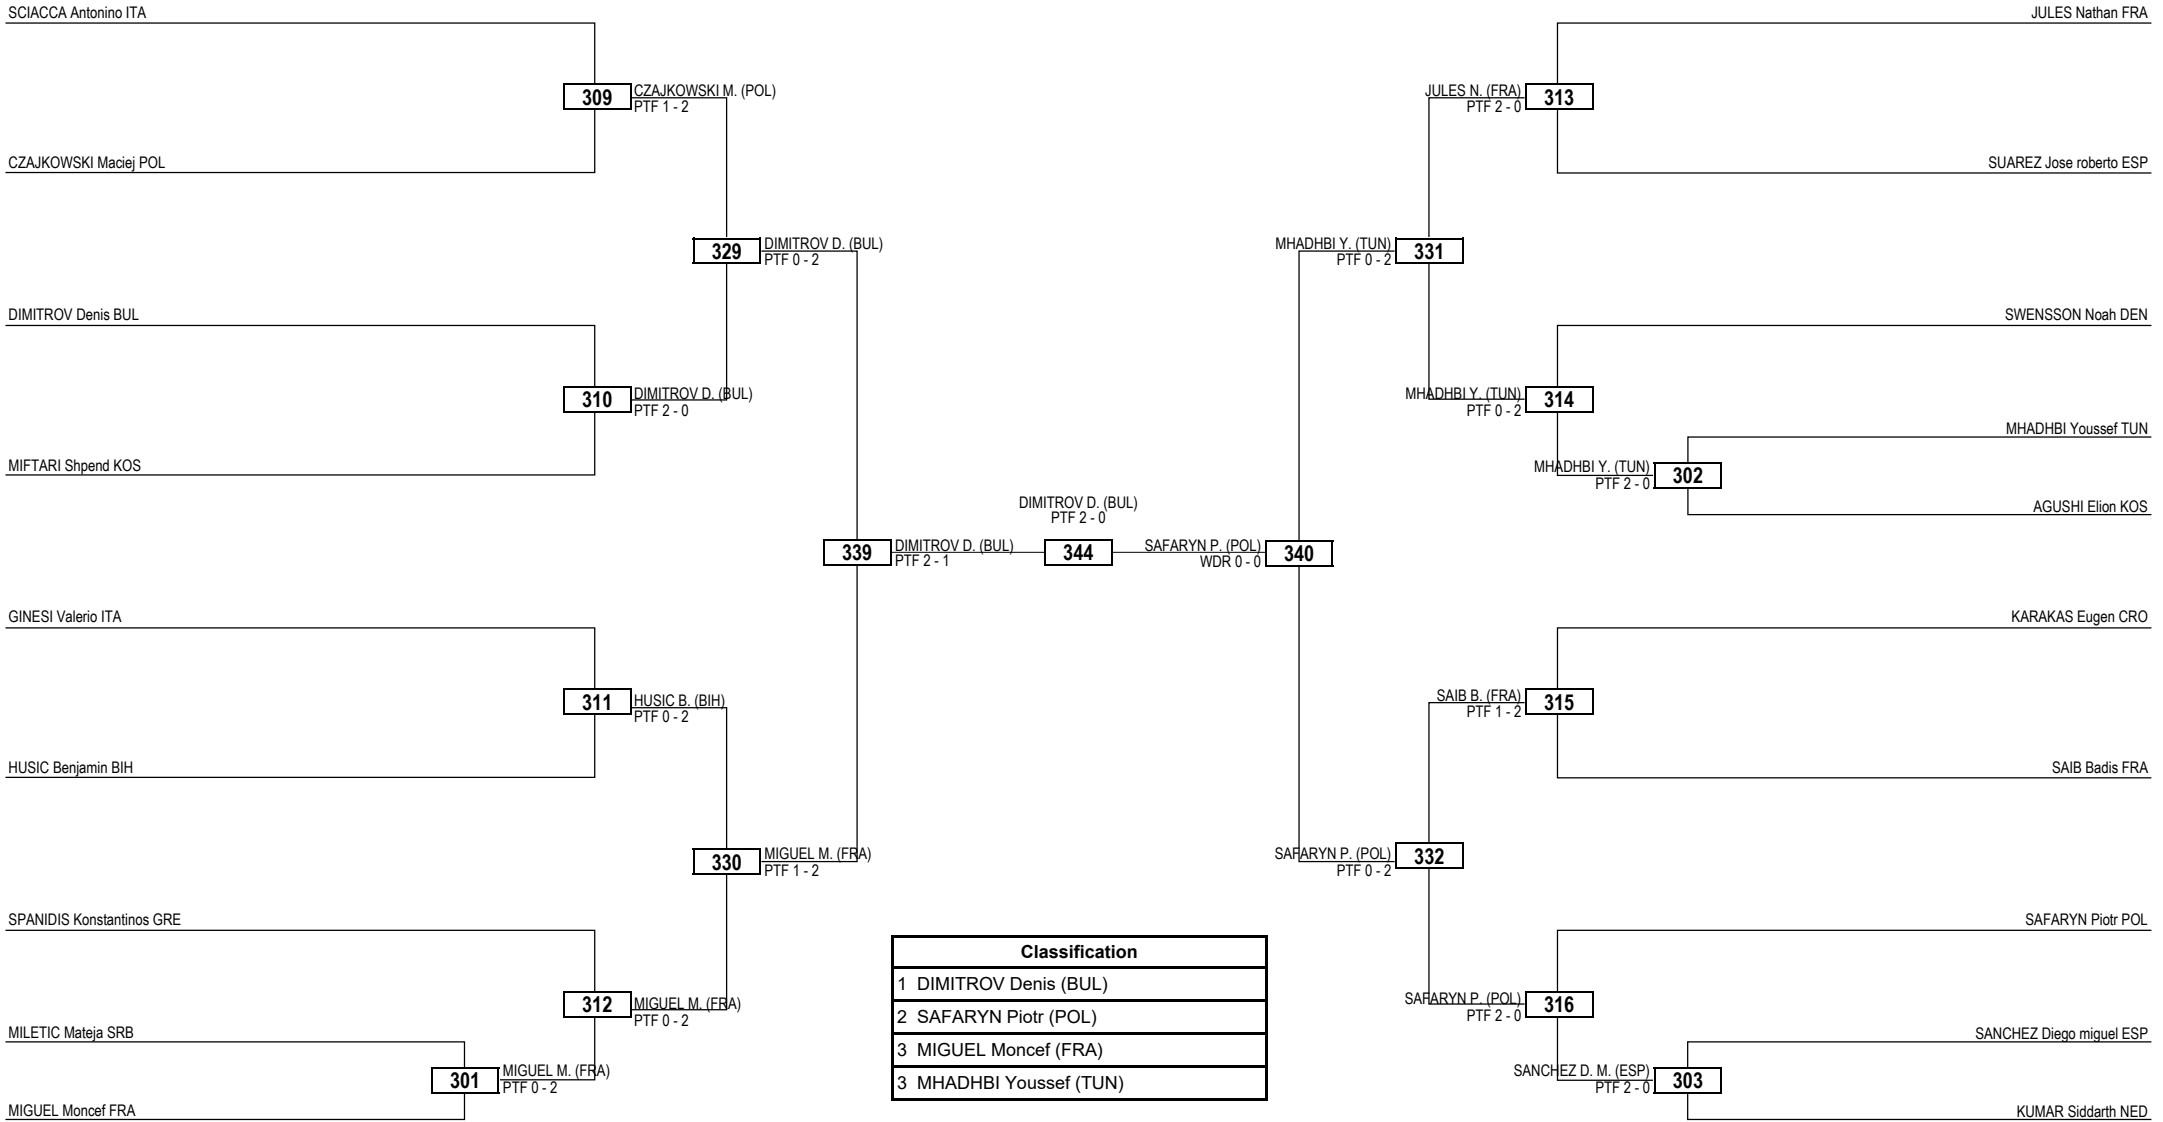 SCIACCA Antonino ITA
309
CZAJKOWSKI M. (POL)
PTF 1 - 2
CZAJKOWSKI Maciej POL
329
DIMITROV D. (BUL)
PTF 0 - 2
DIMITROV Denis BUL
310
DIMITROV D. (BUL)
PTF 2 - 0
MIFTARI Shpend KOS
339
DIMITROV D. (BUL)
PTF 2 - 1
GINESI Valerio ITA
311
HUSIC B. (BIH)
PTF 0 - 2
HUSIC Benjamin BIH
330
MIGUEL M. (FRA)
PTF 1 - 2
SPANIDIS Konstantinos GRE
312
MIGUEL M. (FRA)
PTF 0 - 2
MILETIC Mateja SRB
301
MIGUEL M. (FRA)
PTF 0 - 2
MIGUEL Moncef FRA
DIMITROV D. (BUL)
PTF 2 - 0
344
JULES Nathan FRA
JULES N. (FRA)
PTF 2 - 0
313
SUAREZ Jose roberto ESP
MHADHBI Y. (TUN)
PTF 0 - 2
331
SWENSSON Noah DEN
MHADHBI Y. (TUN)
PTF 0 - 2
314
MHADHBI Youssef TUN
MHADHBI Y. (TUN)
PTF 2 - 0
302
AGUSHI Elion KOS
SAFARYN P. (POL)
WDR 0 - 0
340
KARAKAS Eugen CRO
SAIB B. (FRA)
PTF 1 - 2
315
SAIB Badis FRA
SAFARYN P. (POL)
PTF 0 - 2
332
SAFARYN Piotr POL
SAFARYN P. (POL)
PTF 2 - 0
316
SANCHEZ Diego miguel ESP
SANCHEZ D. M. (ESP)
PTF 2 - 0
303
KUMAR Siddarth NED
Classification
1 DIMITROV Denis (BUL)
2 SAFARYN Piotr (POL)
3 MIGUEL Moncef (FRA)
3 MHADHBI Youssef (TUN)